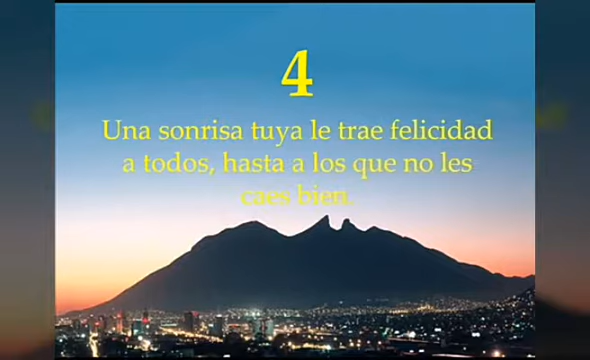 4
Una sonrisa tuya le trae felicidad
a todos, hasta a los que no les
caes bien.